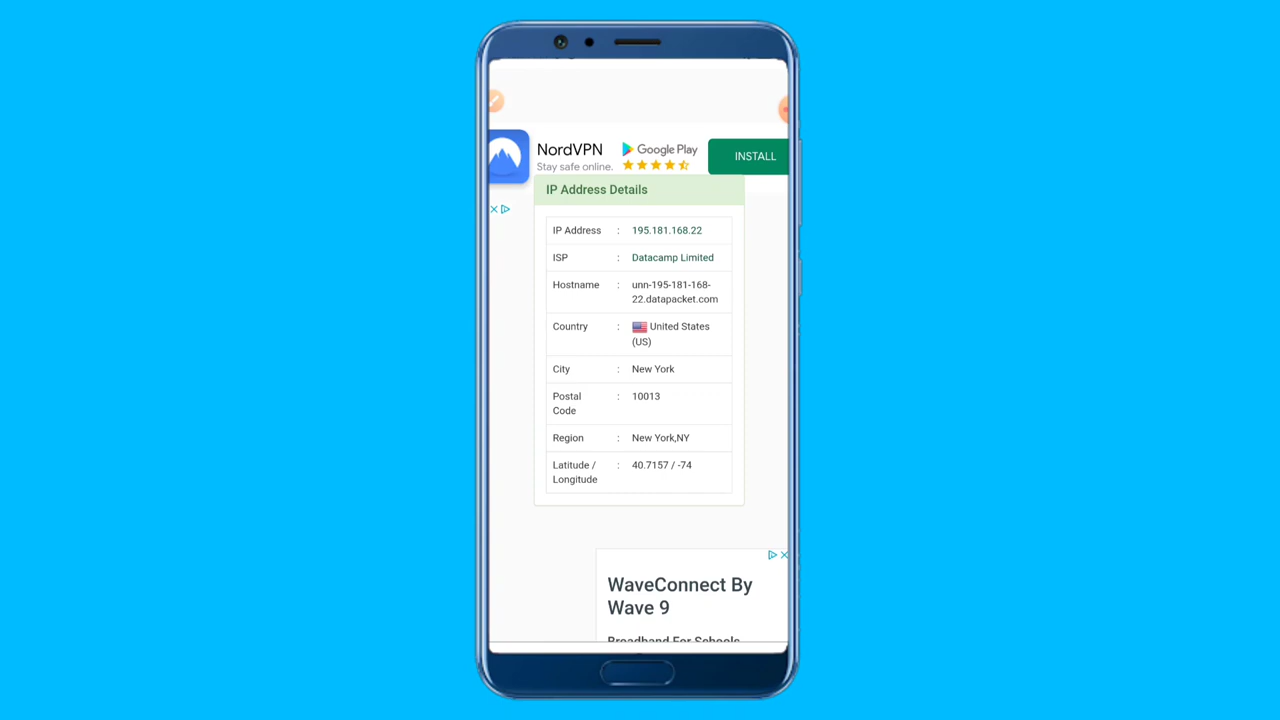 NordVPN
Google Play
INSTALL
Stay safe online.
IP Address Details
IP Address : 195.181.168.22
ISP : Datacamp Limited
Hostname : unn-195-181-168-
22.datapacket.com
Country : United States
(US)
City : New York
Postal : 10013
Code
Region : New York,NY
Latitude / : 40.7157 / -74
Longitude
WaveConnect By
Wave 9
Broadband For Schools